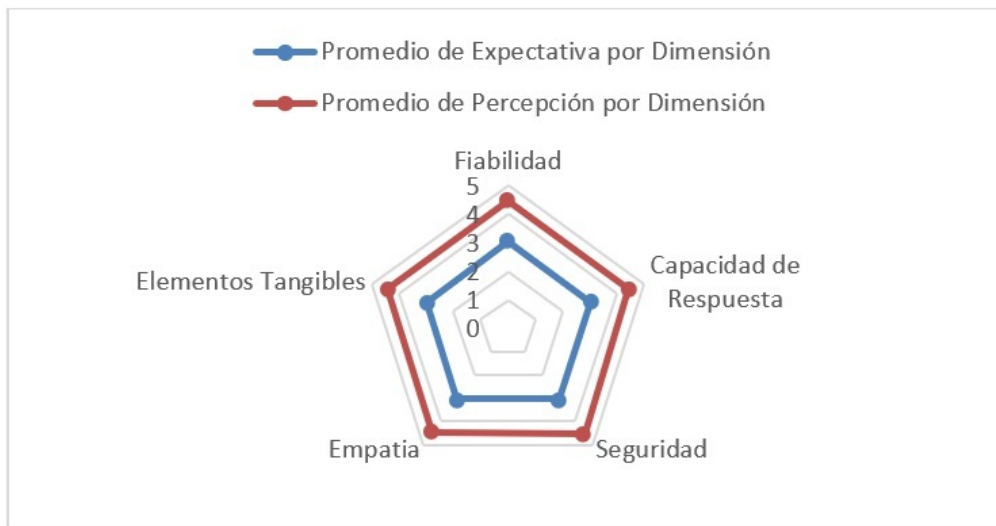 Promedio de Expectativa por Dimensión
Promedio de Percepción por Dimensión
Fiabilidad
5
4
3
2
1
0
Capacidad de
Respuesta
Seguridad
Empatia
Elementos Tangibles